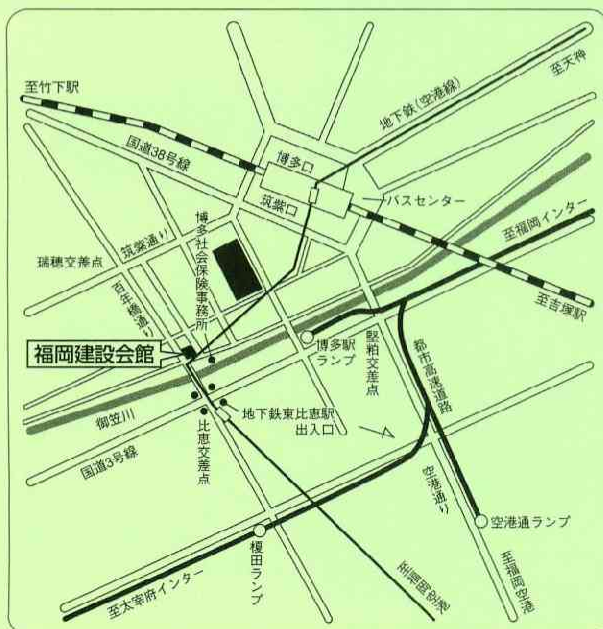 至竹下駅
至天神
地下鉄(空港線)
国道38号線
博多口
筑紫口
バスセンター
博多社会保険事務所
筑紫通り
瑞穂交差点
百年橋通り
至福岡インター
至吉塚駅
福岡建設会館
博多駅
ランプ
堅粕交差点
都市高速道路
御笠川
地下鉄東比恵駅
出入口
比恵交差点
国道3号線
空港通り
空港通ランプ
榎田ランプ
至太宰府インター
至福岡空港
至福岡空港